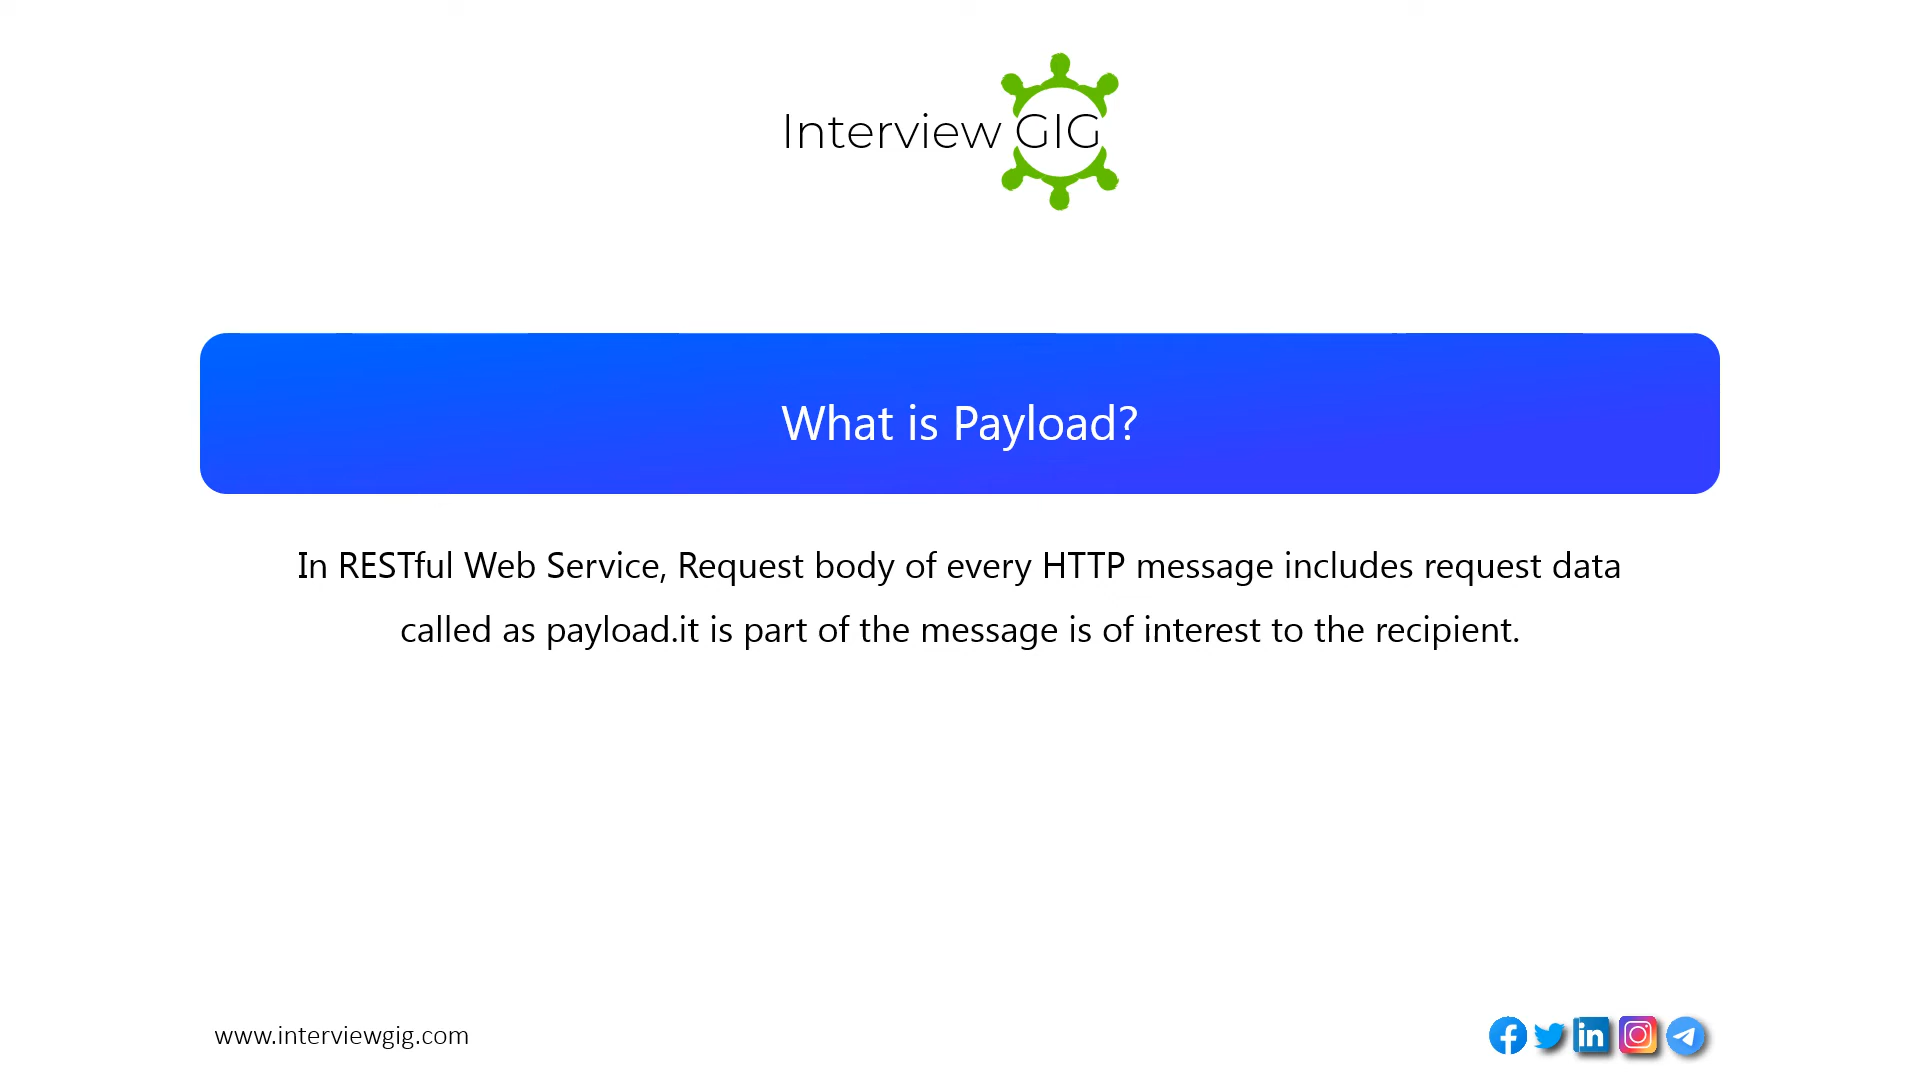 Interview GIG
What is Payload?
In RESTful Web Service, Request body of every HTTP message includes request data
called as payload.it is part of the message is of interest to the recipient.
www.interviewgig.com